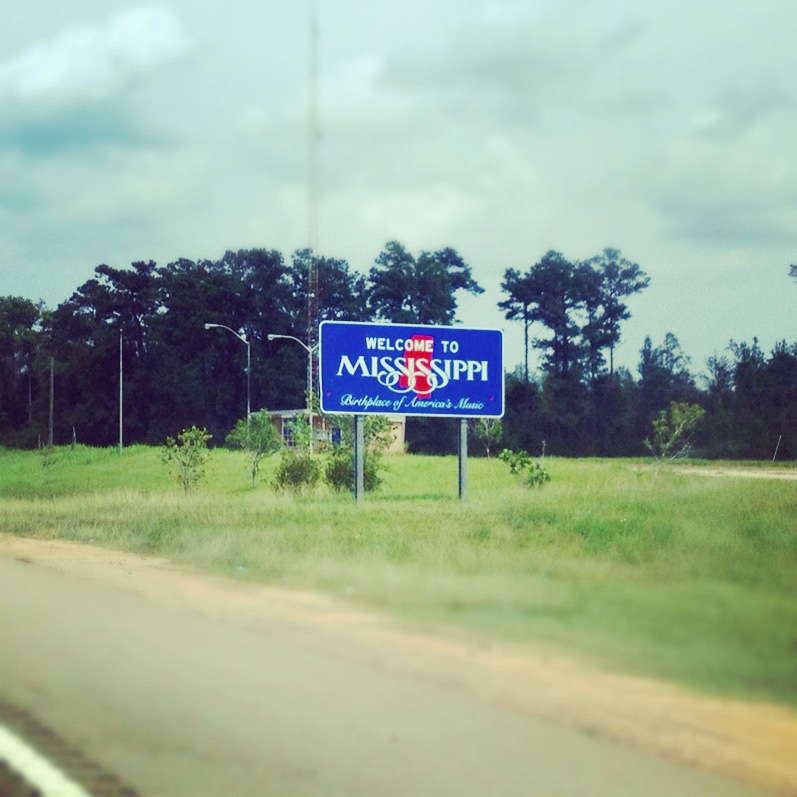 WELCOME TO
MISSISSIPPI
Birthplace of America's Music